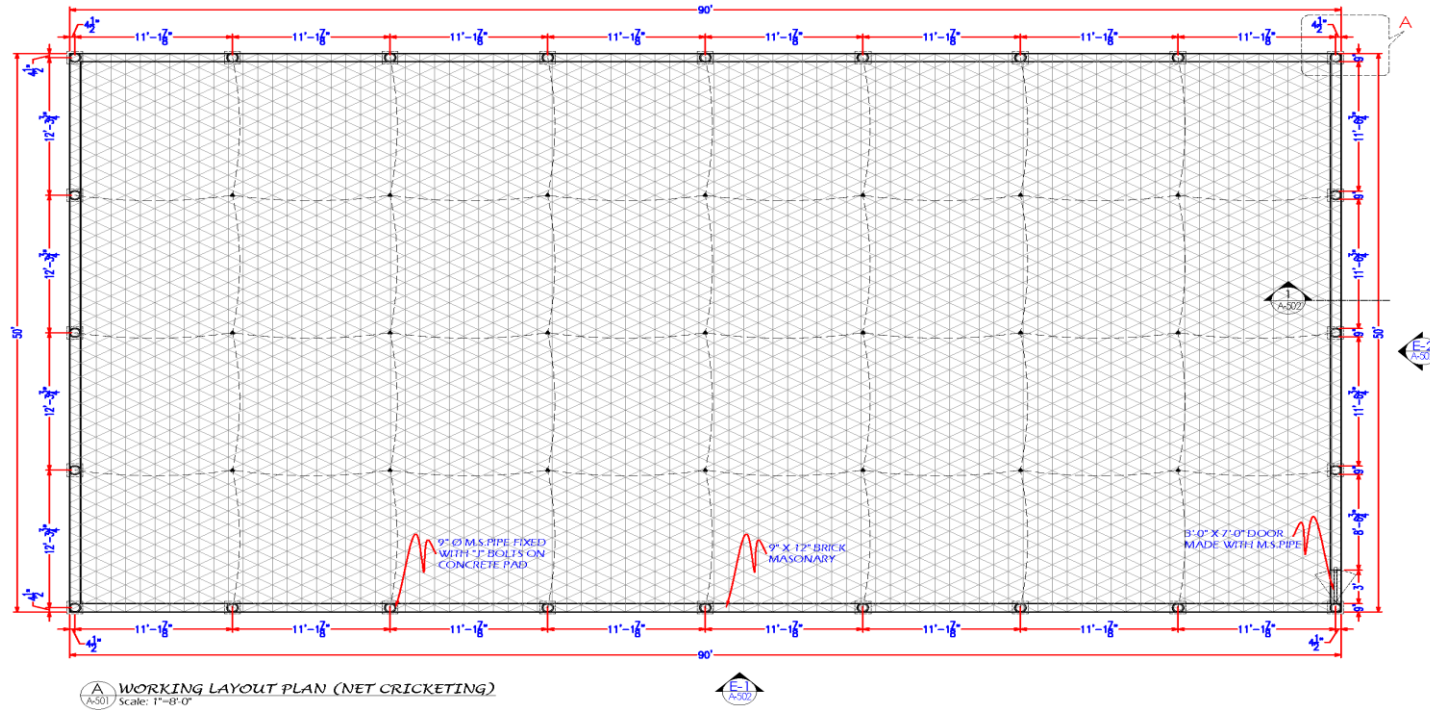 90'
4½" 11'-1⅞" 11'-1⅞" 11'-1⅞" 11'-1⅞" 11'-1⅞" 11'-1⅞" 11'-1⅞" 11'-1⅞" 4½"
A
4½"
9"
12'-3¾"
11'-6¾"
9"
12'-3¾"
11'-6¾"
1
A-502
50'
9"
50'
12'-3¾"
11'-6¾"
9"
12'-3¾"
8'-6¾"
9" Ø M.S.PIPE FIXED
WITH "J" BOLTS ON
CONCRETE PAD
9" X 12" BRICK
MASONARY
3'-0" X 7'-0" DOOR
MADE WITH M.S.PIPE
3'
4½"
9"
4½" 11'-1⅞" 11'-1⅞" 11'-1⅞" 11'-1⅞" 11'-1⅞" 11'-1⅞" 11'-1⅞" 11'-1⅞" 4½"
90'
A
A-501
WORKING LAYOUT PLAN (NET CRICKETING)
Scale: 1"=8'-0"
E-1
A-502